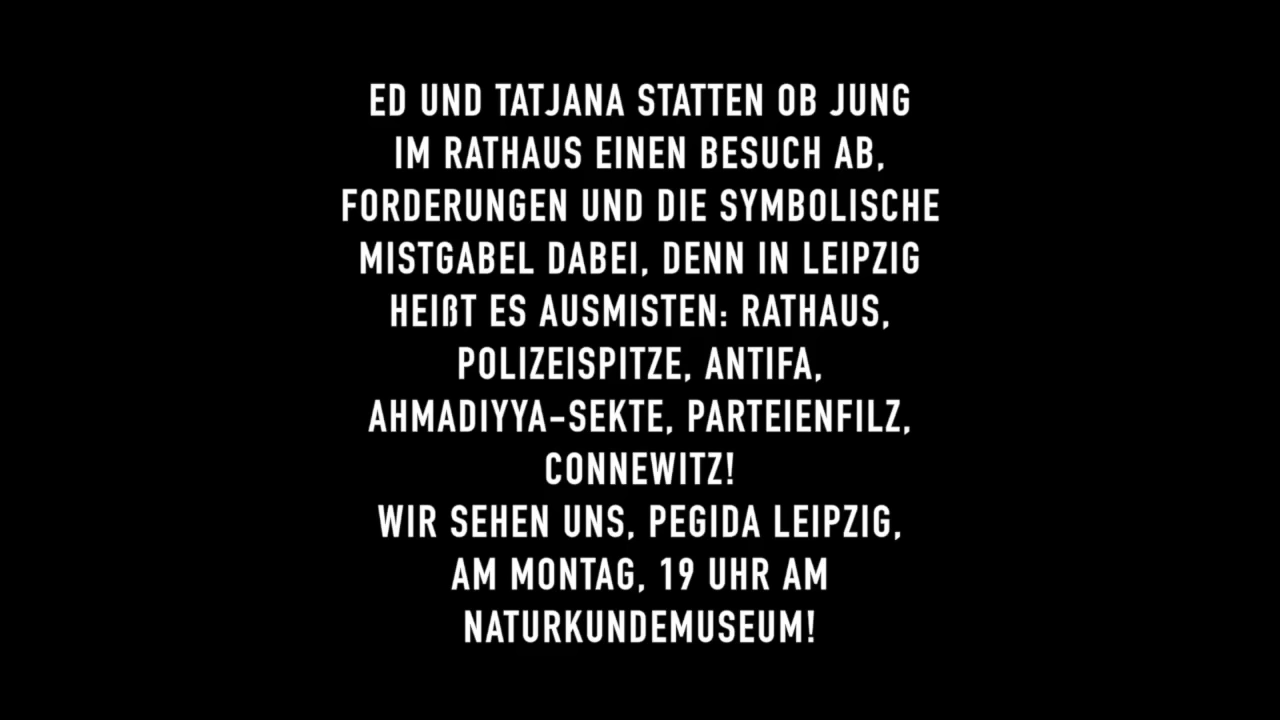 ED UND TATJANA STATTEN OB JUNG
IM RATHAUS EINEN BESUCH AB,
FORDERUNGEN UND DIE SYMBOLISCHE
MISTGABEL DABEI, DENN IN LEIPZIG
HEIßT ES AUSMISTEN: RATHAUS,
POLIZEISPITZE, ANTIFA,
AHMADIYYA-SEKTE, PARTEIENFILZ,
CONNEWITZ!
WIR SEHEN UNS, PEGIDA LEIPZIG,
AM MONTAG, 19 UHR AM
NATURKUNDEMUSEUM!